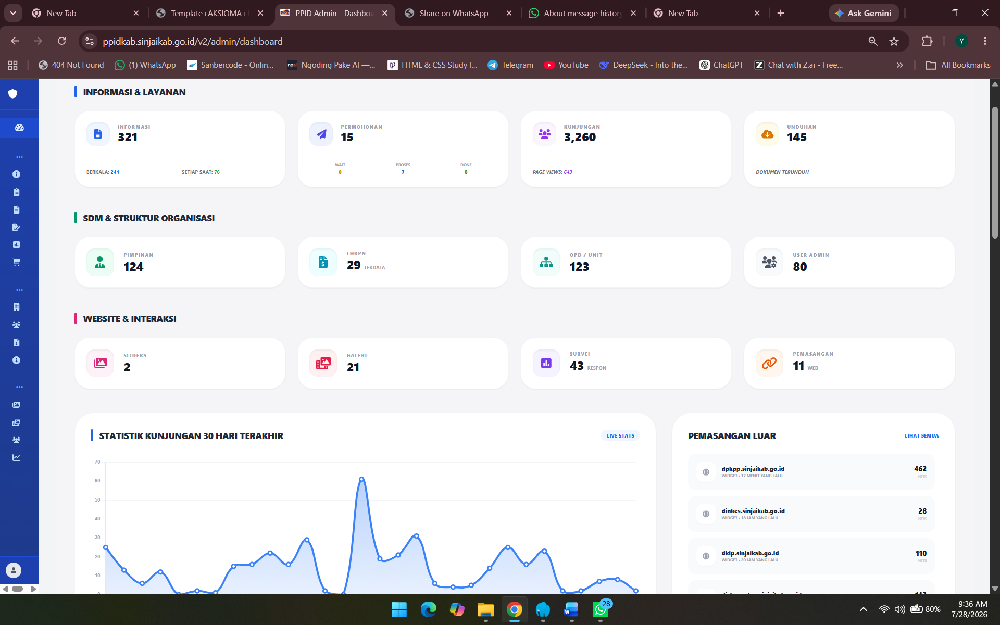 New Tab
Template+AKSIOMA+J
PPID Admin - Dashboa
Share on WhatsApp
About message history
New Tab
Ask Gemini
ppidkab.sinjaikab.go.id/v2/admin/dashboard
Y
404 Not Found
(1) WhatsApp
Sanbercode - Onlin...
Ngoding Pake AI —...
HTML & CSS Study I...
Telegram
YouTube
DeepSeek - Into the...
ChatGPT
Chat with Z.ai - Free...
All Bookmarks
INFORMASI & LAYANAN
INFORMASI
321
BERKALA: 244
SETIAP SAAT: 76
PERMOHONAN
15
WAIT
0
PROSES
7
DONE
8
KUNJUNGAN
3,260
PAGE VIEWS: 643
UNDUHAN
145
DOKUMEN TERUNDUH
SDM & STRUKTUR ORGANISASI
PIMPINAN
124
LHKPN
29 TERDATA
OPD / UNIT
123
USER ADMIN
80
WEBSITE & INTERAKSI
SLIDERS
2
GALERI
21
SURVEI
43 RESPON
PEMASANGAN
11 WEB
STATISTIK KUNJUNGAN 30 HARI TERAKHIR
LIVE STATS
70
60
50
40
30
20
10
PEMASANGAN LUAR
LIHAT SEMUA
dpkpp.sinjaikab.go.id
WIDGET • 17 MENIT YANG LALU
462
HITS
dinkes.sinjaikab.go.id
WIDGET • 18 JAM YANG LALU
28
HITS
dkip.sinjaikab.go.id
WIDGET • 20 JAM YANG LALU
110
HITS
28
80%
9:36 AM
7/28/2026